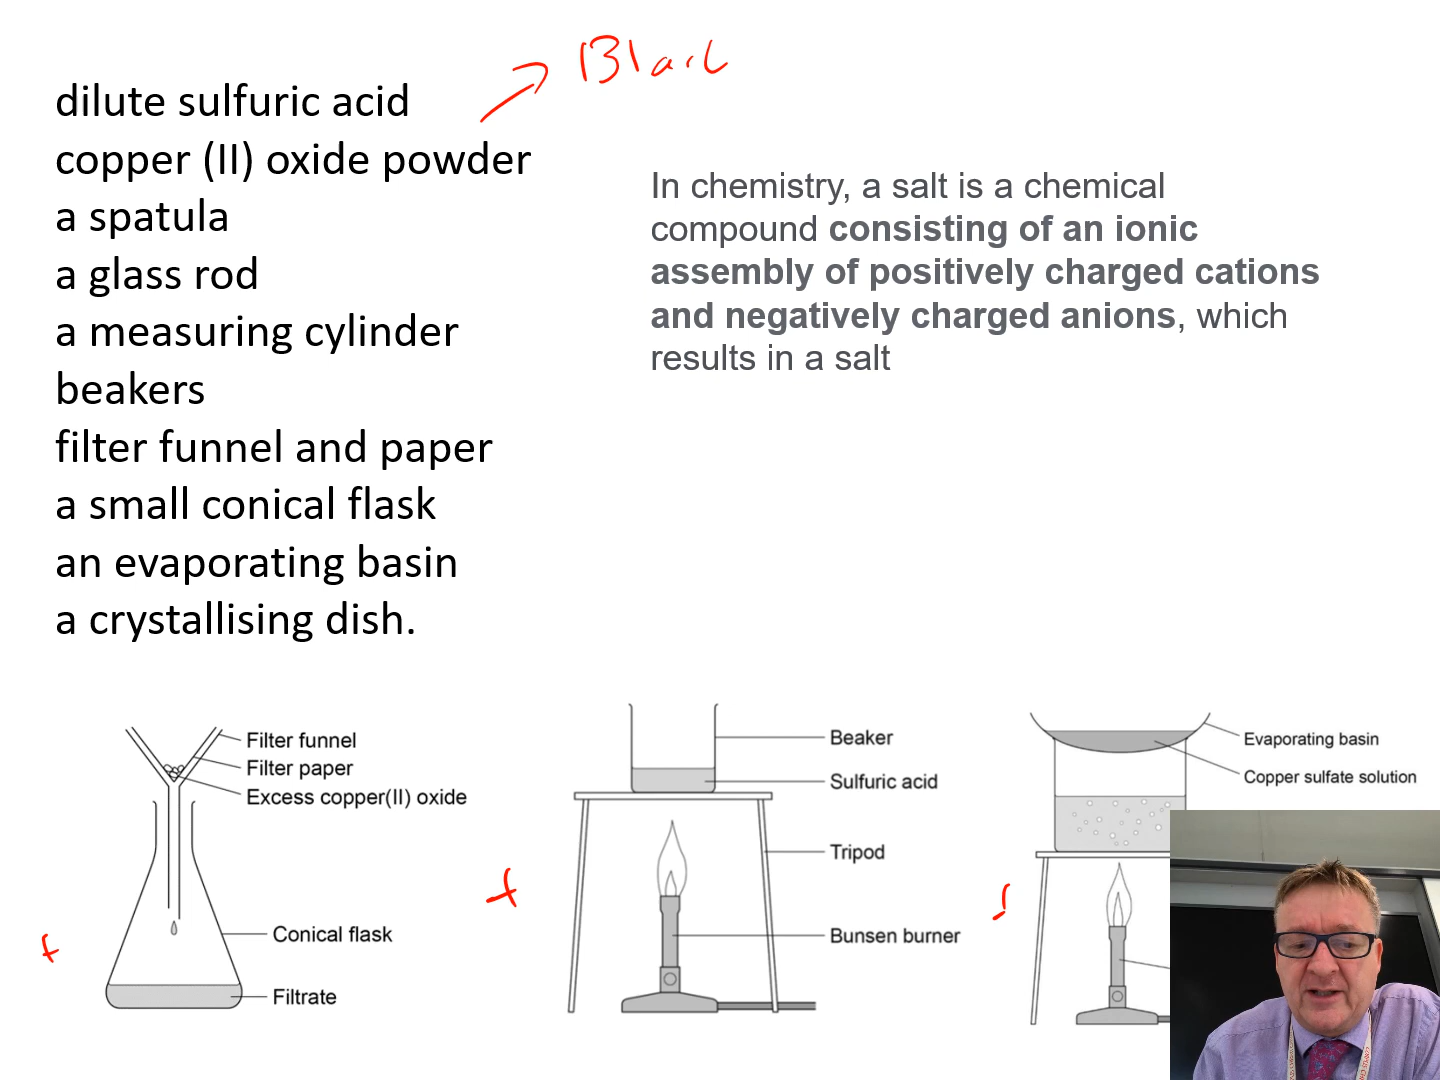 Black
dilute sulfuric acid
copper (II) oxide powder
a spatula
a glass rod
a measuring cylinder
beakers
filter funnel and paper
a small conical flask
an evaporating basin
a crystallising dish.
In chemistry, a salt is a chemical
compound consisting of an ionic
assembly of positively charged cations
and negatively charged anions, which
results in a salt
Filter funnel
Filter paper
Excess copper(II) oxide
Conical flask
Filtrate
Beaker
Sulfuric acid
Tripod
Bunsen burner
Evaporating basin
Copper sulfate solution